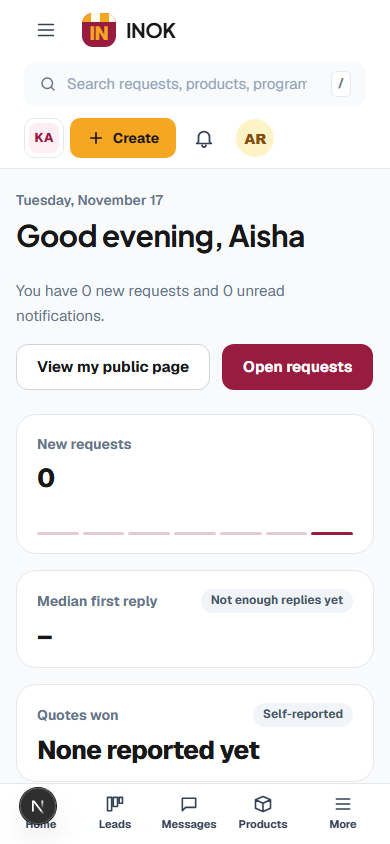 IN INOK
Search requests, products, program
/
KA
+ Create
AR
Tuesday, November 17
Good evening, Aisha
You have 0 new requests and 0 unread
notifications.
View my public page
Open requests
New requests
0
Median first reply
Not enough replies yet
–
Quotes won
Self-reported
None reported yet
N
Home
Leads
Messages
Products
More